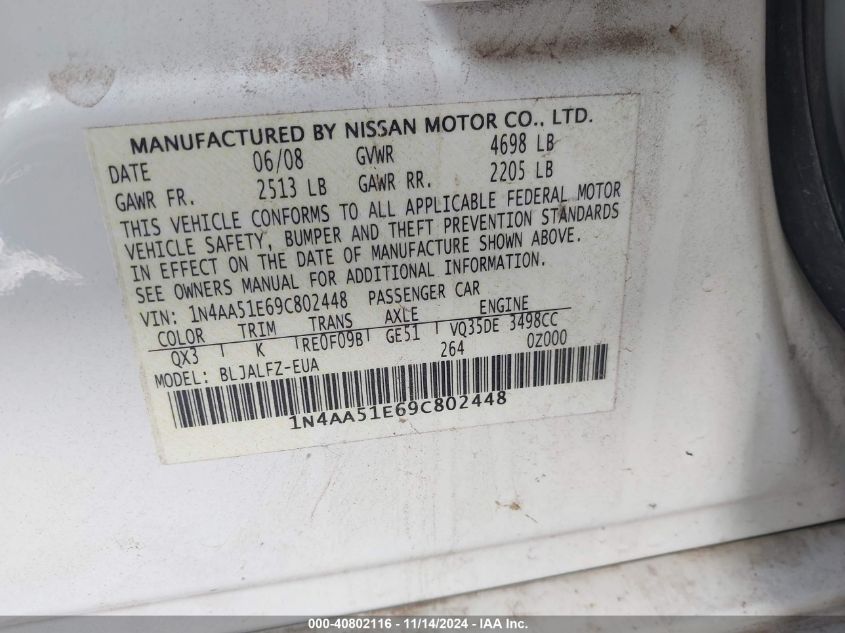 MANUFACTURED BY NISSAN MOTOR CO., LTD.
DATE 06/08 GVWR 4698 LB
GAWR FR. 2513 LB GAWR RR. 2205 LB
THIS VEHICLE CONFORMS TO ALL APPLICABLE FEDERAL MOTOR
VEHICLE SAFETY, BUMPER AND THEFT PREVENTION STANDARDS
IN EFFECT ON THE DATE OF MANUFACTURE SHOWN ABOVE.
SEE OWNERS MANUAL FOR ADDITIONAL INFORMATION.
VIN: 1N4AA51E69C802448 PASSENGER CAR
COLOR TRIM TRANS AXLE ENGINE
QX3 K RE0F09B GE51 VQ35DE 3498CC
MODEL: BLJALFZ-EUA 264 0Z000
1N4AA51E69C802448
000-40802116 - 11/14/2024 - IAA Inc.